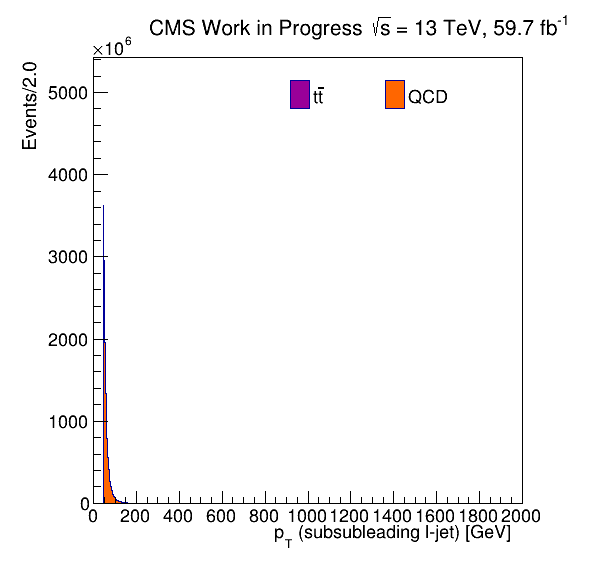 CMS Work in Progress √s = 13 TeV, 59.7 fb⁻¹
×10⁶
Events/2.0
5000
4000
3000
2000
1000
0
tt̄
QCD
0 200 400 600 800 1000 1200 1400 1600 1800 2000
p_T (subsubleading l-jet) [GeV]